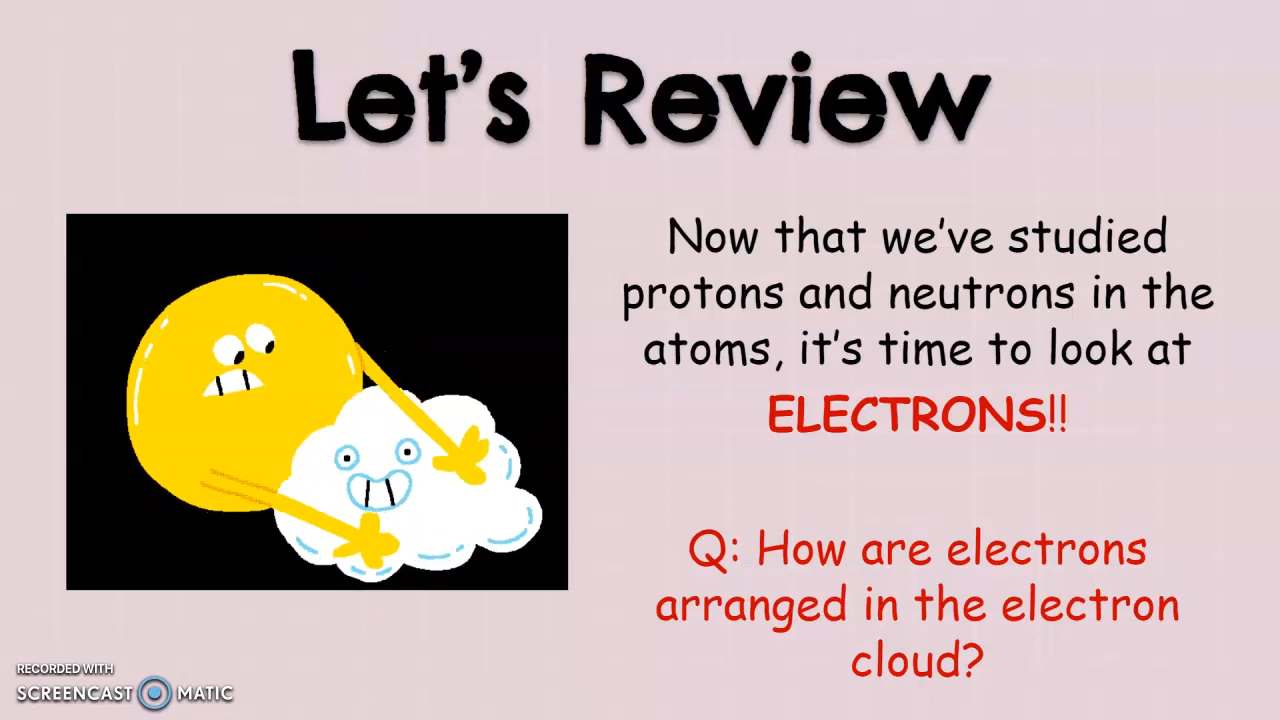 Let's Review
Now that we've studied
protons and neutrons in the
atoms, it's time to look at
ELECTRONS!!
Q: How are electrons
arranged in the electron
cloud?
RECORDED WITH
SCREENCAST MATIC